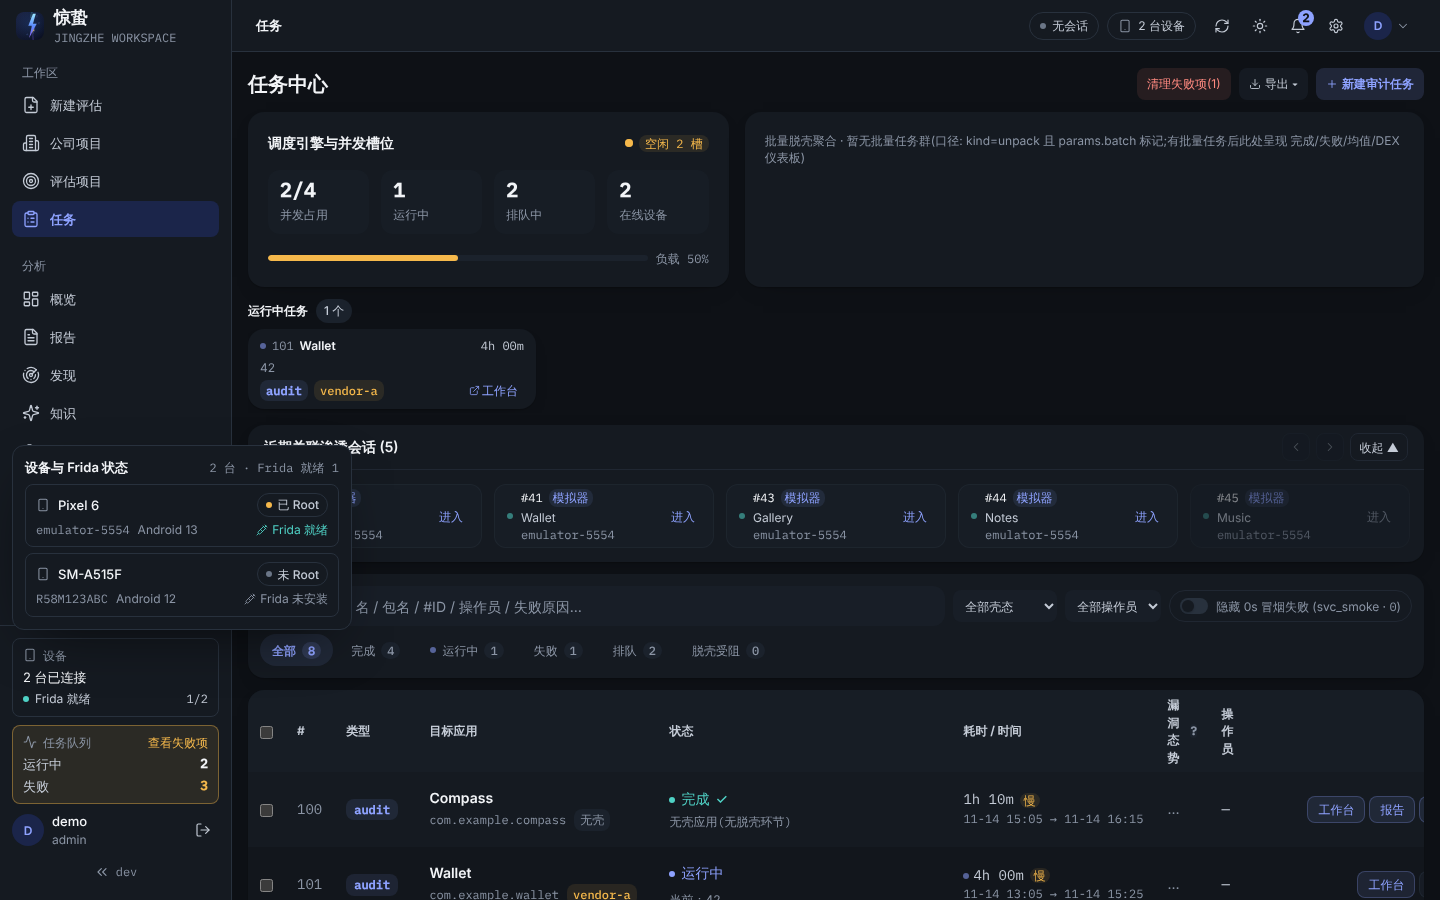 惊蛰
JINGZHE WORKSPACE
工作区
新建评估
公司项目
评估项目
任务
分析
概览
报告
发现
知识
设备与 Frida 状态
2 台 · Frida 就绪 1
Pixel 6
已 Root
emulator-5554 Android 13
Frida 就绪
SM-A515F
未 Root
R58M123ABC Android 12
Frida 未安装
设备
2 台已连接
Frida 就绪
1/2
任务队列
查看失败项
运行中
2
失败
3
D
demo
admin
dev
任务
无会话
2 台设备
2
D
任务中心
清理失败项(1)
导出
新建审计任务
调度引擎与并发槽位
空闲 2 槽
2/4
并发占用
1
运行中
2
排队中
2
在线设备
负载 50%
批量脱壳聚合 · 暂无批量任务群(口径: kind=unpack 且 params.batch 标记;有批量任务后此处呈现 完成/失败/均值/DEX
仪表板)
运行中任务
1 个
101 Wallet
4h 00m
42
audit
vendor-a
工作台
会话 (5)
收起 ▲
5554
进入
#41 模拟器
Wallet
emulator-5554
进入
#43 模拟器
Gallery
emulator-5554
进入
#44 模拟器
Notes
emulator-5554
进入
#45 模拟器
Music
emulator-5554
进入
名 / 包名 / #ID / 操作员 / 失败原因...
全部壳态
全部操作员
隐藏 0s 冒烟失败 (svc_smoke · 0)
全部 8
完成 4
运行中 1
失败 1
排队 2
脱壳受阻 0
#
类型
目标应用
状态
耗时 / 时间
漏洞态势 ?
操作员
100
audit
Compass
com.example.compass 无壳
完成 ✓
无壳应用(无脱壳环节)
1h 10m 慢
11-14 15:05 → 11-14 16:15
...
—
工作台
报告
101
audit
Wallet
com.example.wallet vendor-a
运行中
当前 · 42
4h 00m 慢
11-14 13:05 → 11-14 15:25
...
—
工作台